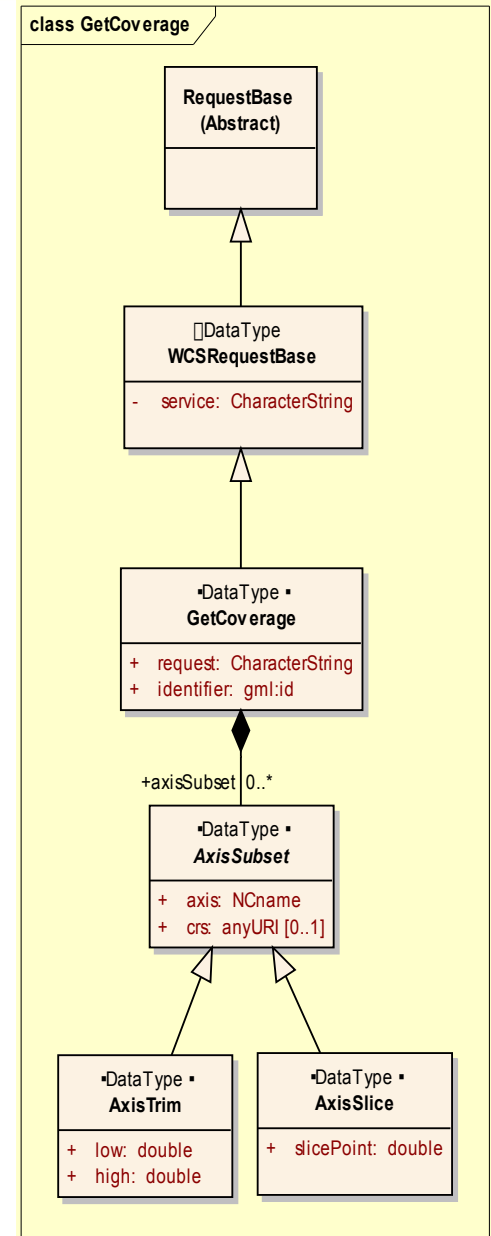 class GetCoverage
RequestBase
(Abstract)
DataType
WCSRequestBase
- service: CharacterString
▪DataType ▪
GetCoverage
+ request: CharacterString
+ identifier: gml:id
+axisSubset 0..*
▪DataType ▪
AxisSubset
+ axis: NCname
+ crs: anyURI [0..1]
▪DataType ▪
AxisTrim
+ low: double
+ high: double
▪DataType ▪
AxisSlice
+ slicePoint: double